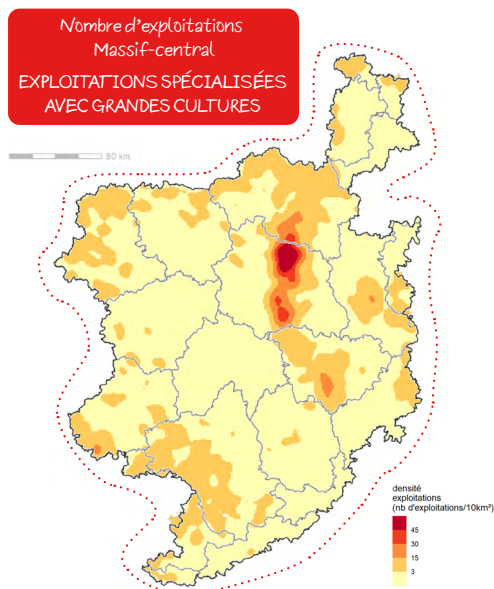 Nombre d'exploitations
Massif-central
EXPLOITATIONS SPÉCIALISÉES
AVEC GRANDES CULTURES
80 km
densité
exploitations
(nb d'exploitations/10km²)
45
30
15
3